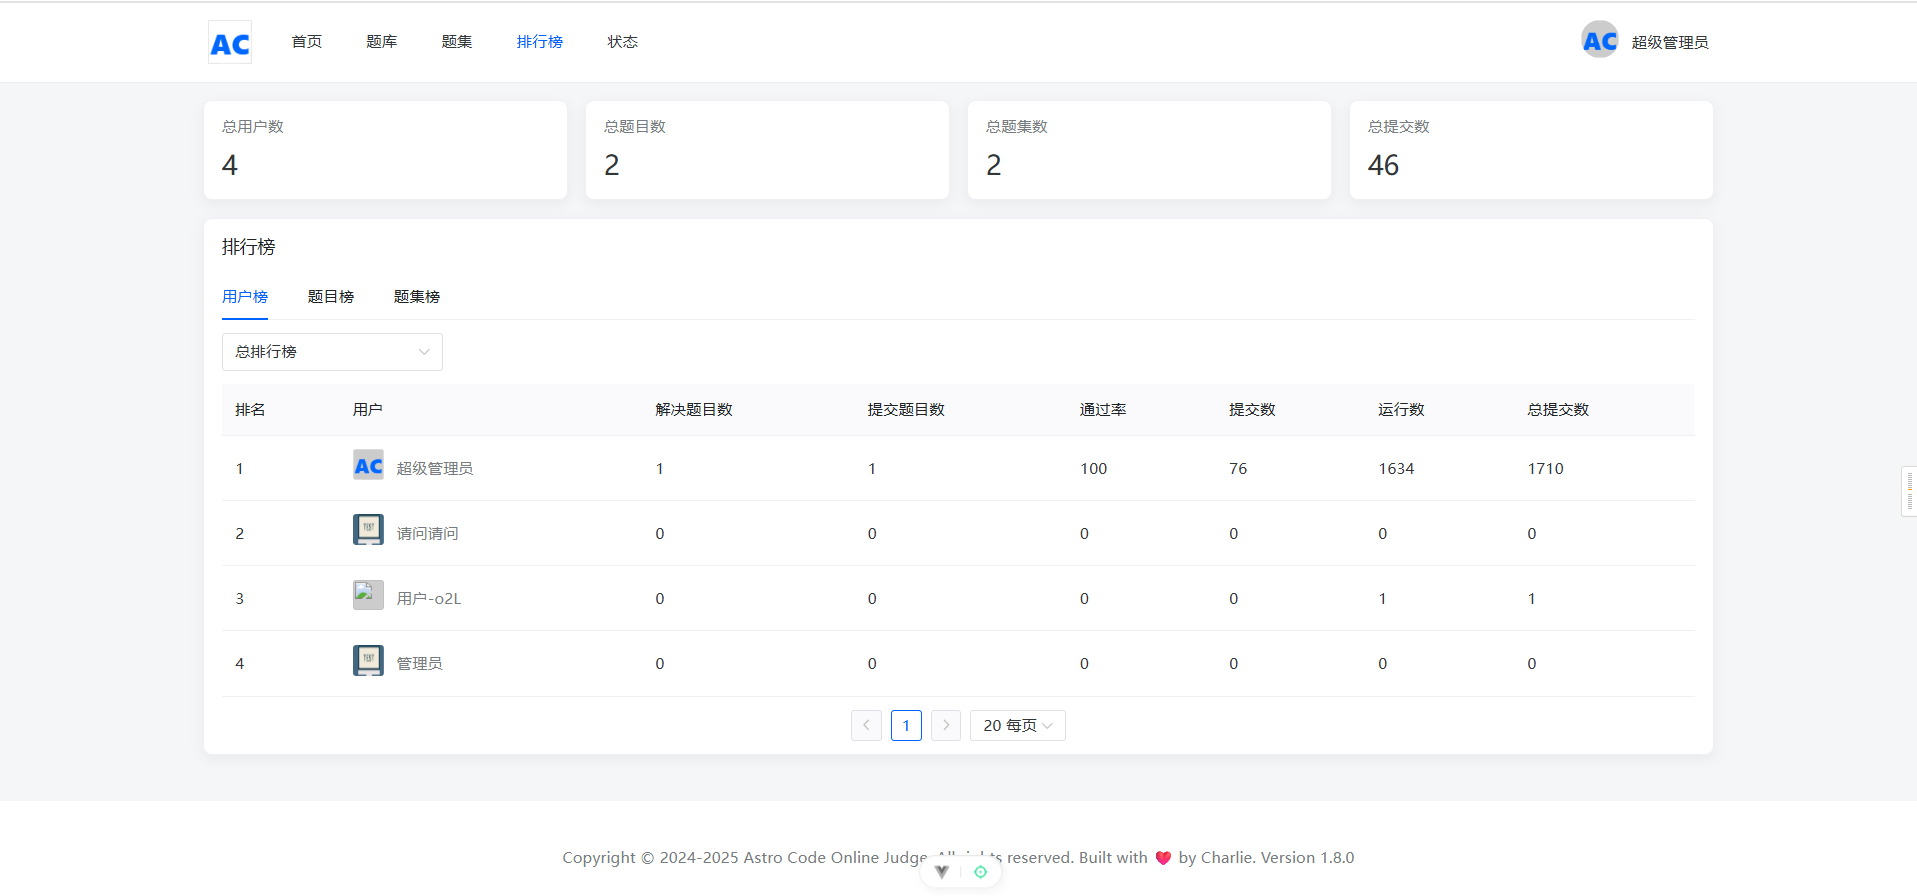 AC 首页 题库 题集 排行榜 状态 AC 超级管理员
总用户数 总题目数 总题集数 总提交数
4 2 2 46
排行榜
用户榜 题目榜 题集榜
总排行榜
排名 用户 解决题目数 提交题目数 通过率 提交数 运行数 总提交数
1 AC 超级管理员 1 1 100 76 1634 1710
2 TEST 请问请问 0 0 0 0 0 0
3 用户-o2L 0 0 0 0 1 1
4 TEST 管理员 0 0 0 0 0 0
1 20 每页
Copyright © 2024-2025 Astro Code Online Judge. All rights reserved. Built with ❤ by Charlie. Version 1.8.0